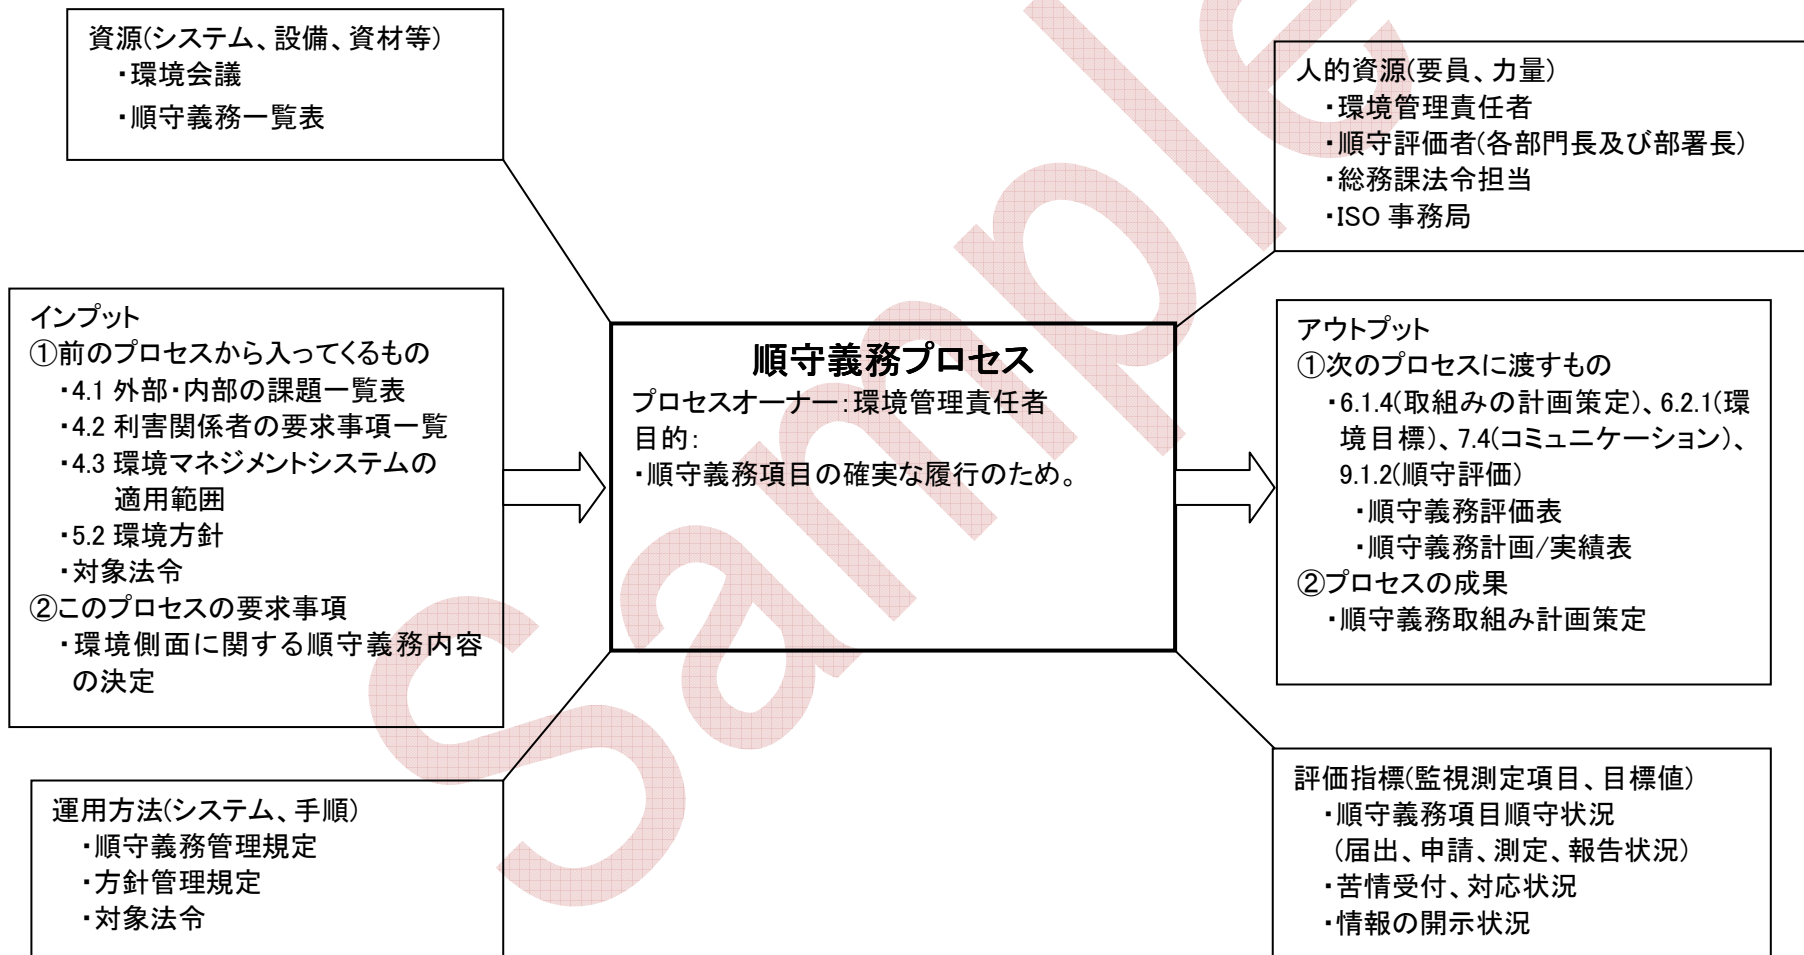 資源(システム、設備、資材等)
・環境会議
・順守義務一覧表
人的資源(要員、力量)
・環境管理責任者
・順守評価者(各部門長及び部署長)
・総務課法令担当
・ISO 事務局
インプット
①前のプロセスから入ってくるもの
・4.1 外部・内部の課題一覧表
・4.2 利害関係者の要求事項一覧
・4.3 環境マネジメントシステムの
適用範囲
・5.2 環境方針
・対象法令
②このプロセスの要求事項
・環境側面に関する順守義務内容
の決定
順守義務プロセス
プロセスオーナー:環境管理責任者
目的:
・順守義務項目の確実な履行のため。
アウトプット
①次のプロセスに渡すもの
・6.1.4(取組みの計画策定)、6.2.1(環
境目標)、7.4(コミュニケーション)、
9.1.2(順守評価)
・順守義務評価表
・順守義務計画/実績表
②プロセスの成果
・順守義務取組み計画策定
運用方法(システム、手順)
・順守義務管理規定
・方針管理規定
・対象法令
評価指標(監視測定項目、目標値)
・順守義務項目順守状況
(届出、申請、測定、報告状況)
・苦情受付、対応状況
・情報の開示状況
Sample